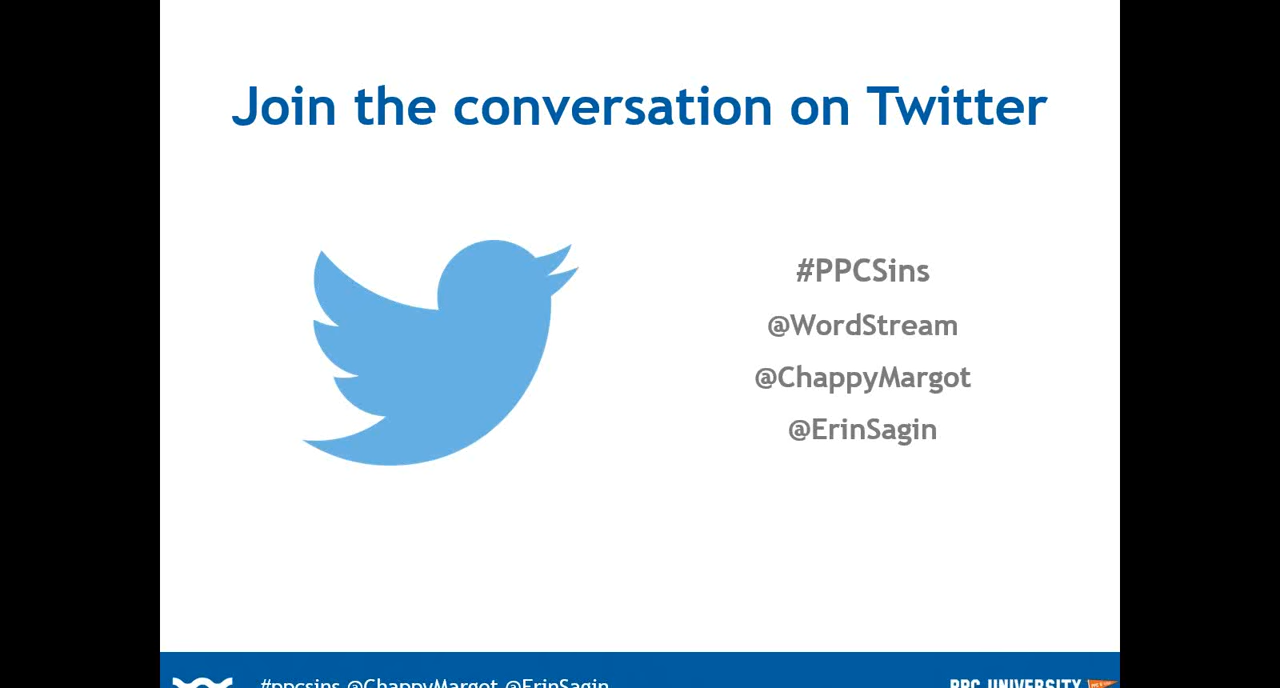 Join the conversation on Twitter
#PPCSins
@WordStream
@ChappyMargot
@ErinSagin
#ppcsins @ChappyMargot @ErinSagin
PPC UNIVERSITY